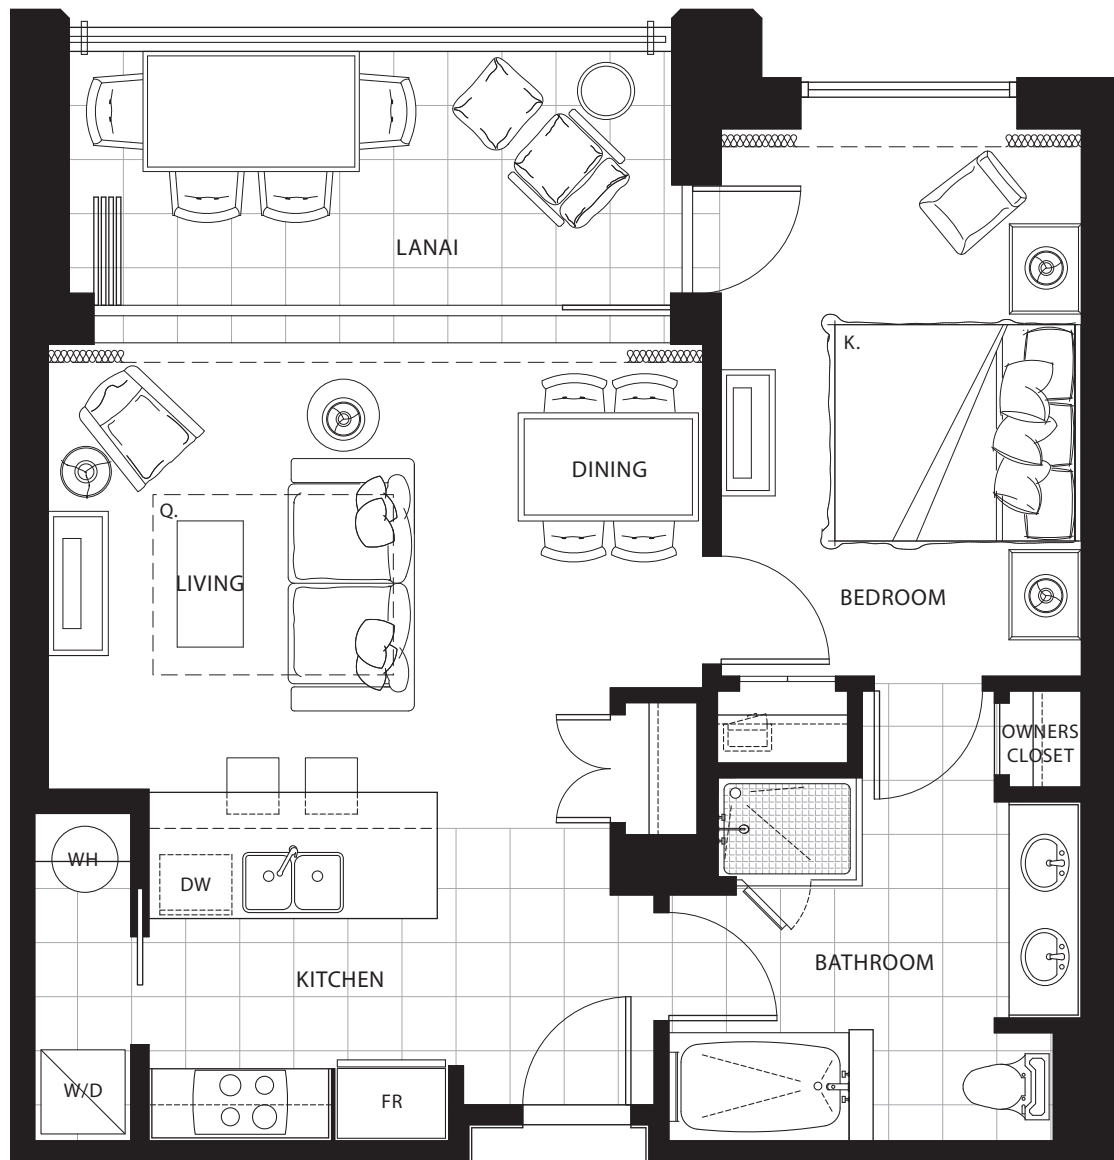 LANAI
K.
DINING
Q.
LIVING
BEDROOM
OWNERS
CLOSET
WH
DW
BATHROOM
KITCHEN
W/D
FR